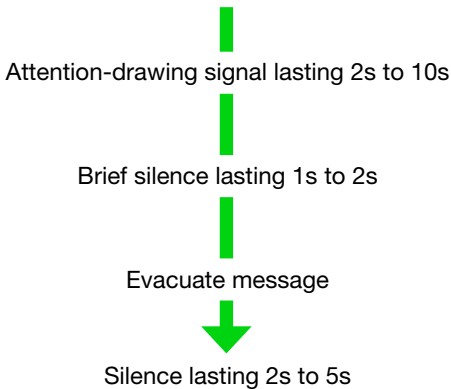 Attention-drawing signal lasting 2s to 10s
Brief silence lasting 1s to 2s
Evacuate message
Silence lasting 2s to 5s